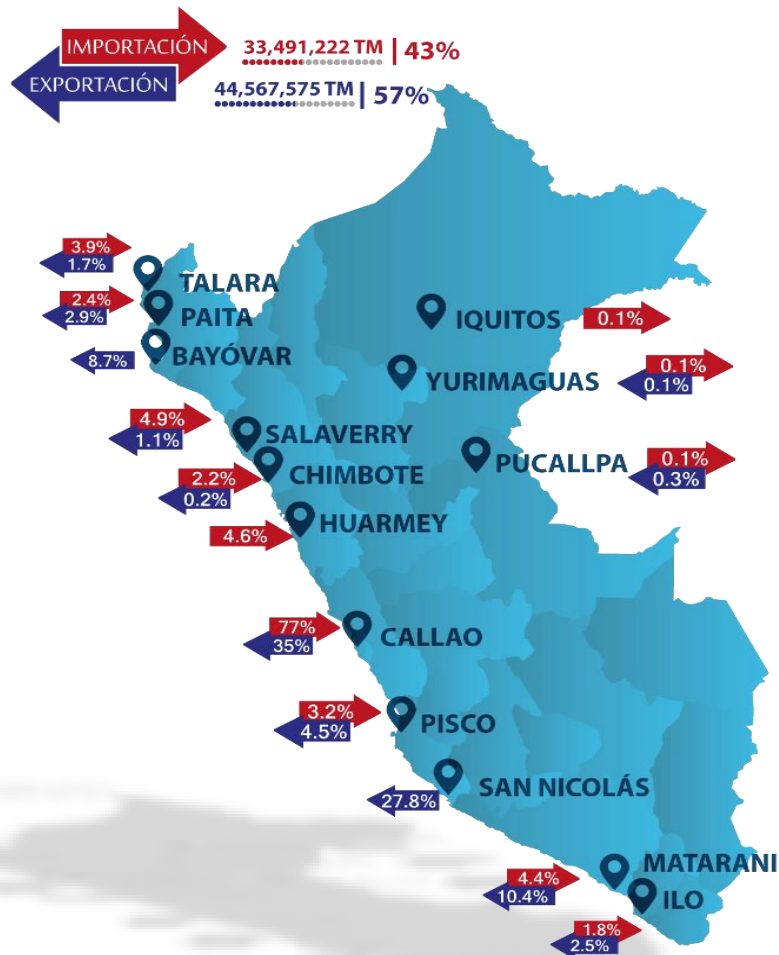 IMPORTACIÓN
33,491,222 TM | 43%
EXPORTACIÓN
44,567,575 TM | 57%
3.9%
1.7%
TALARA
2.4%
2.9%
PAITA
8.7%
BAYÓVAR
IQUITOS
0.1%
YURIMAGUAS
0.1%
0.1%
4.9%
1.1%
SALAVERRY
2.2%
0.2%
CHIMBOTE
PUCALLPA
0.1%
0.3%
4.6%
HUARMEY
77%
35%
CALLAO
3.2%
4.5%
PISCO
27.8%
SAN NICOLÁS
4.4%
10.4%
MATARANI
1.8%
2.5%
ILO